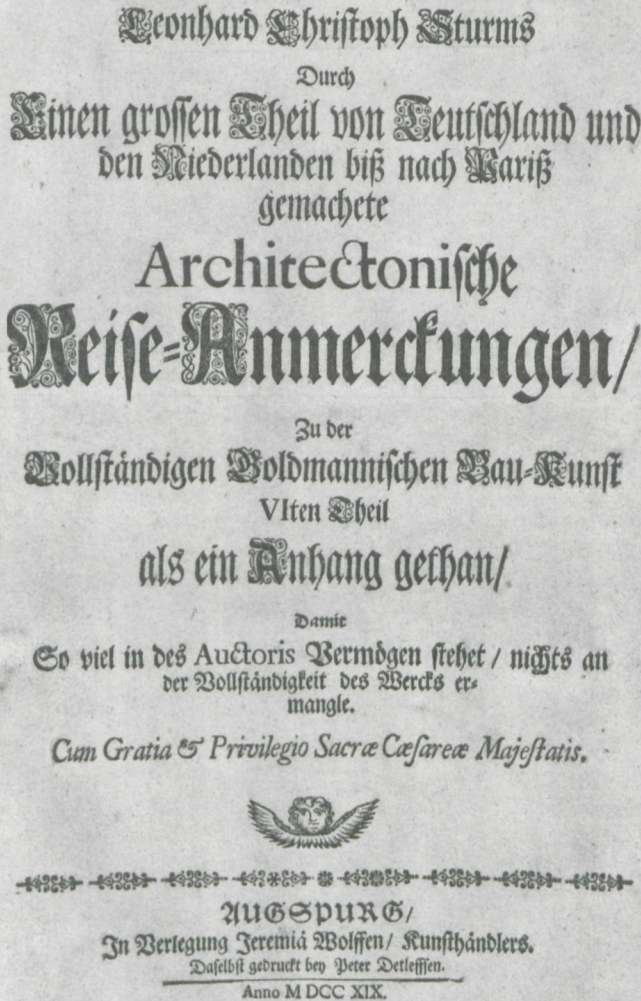 Leonhard Christoph Sturms
Durch
Einen grossen Theil von Teutschland und
den Niederlanden biß nach Pariß
gemachete
Architectonische
Reise-Anmerckungen/
Zu der
Vollständigen Goldmannischen Bau-Kunst
VIten Theil
als ein Anhang gethan/
Damit
So viel in des Auctoris Vermögen stehet / nichts an
der Vollständigkeit des Wercks er-
mangle.
Cum Gratia & Privilegio Sacræ Cæsareæ Majestatis.
AUGSPURG/
In Verlegung Jeremiä Wolffen/ Kunsthändlers.
Daselbst gedruckt bey Peter Detleffsen.
Anno M DCC XIX.